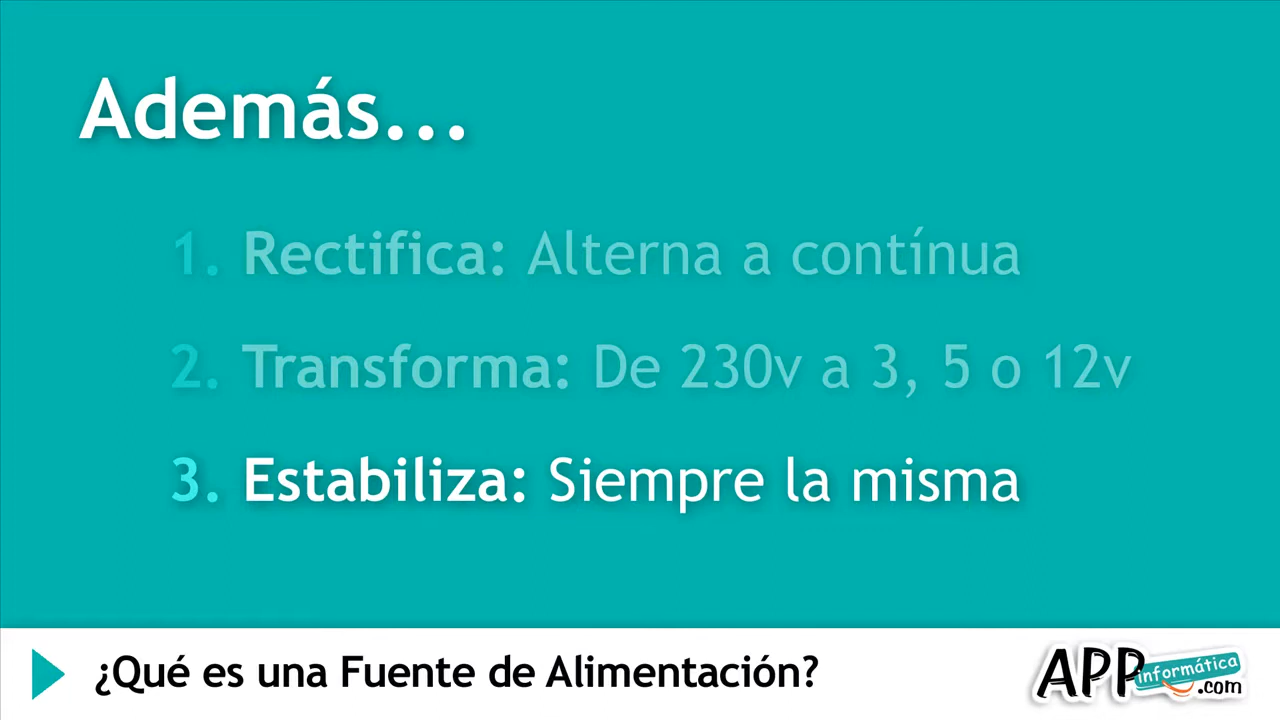 Además...
1. Rectifica: Alterna a contínua
2. Transforma: De 230v a 3, 5 o 12v
3. Estabiliza: Siempre la misma
¿Qué es una Fuente de Alimentación?
APP informática .com